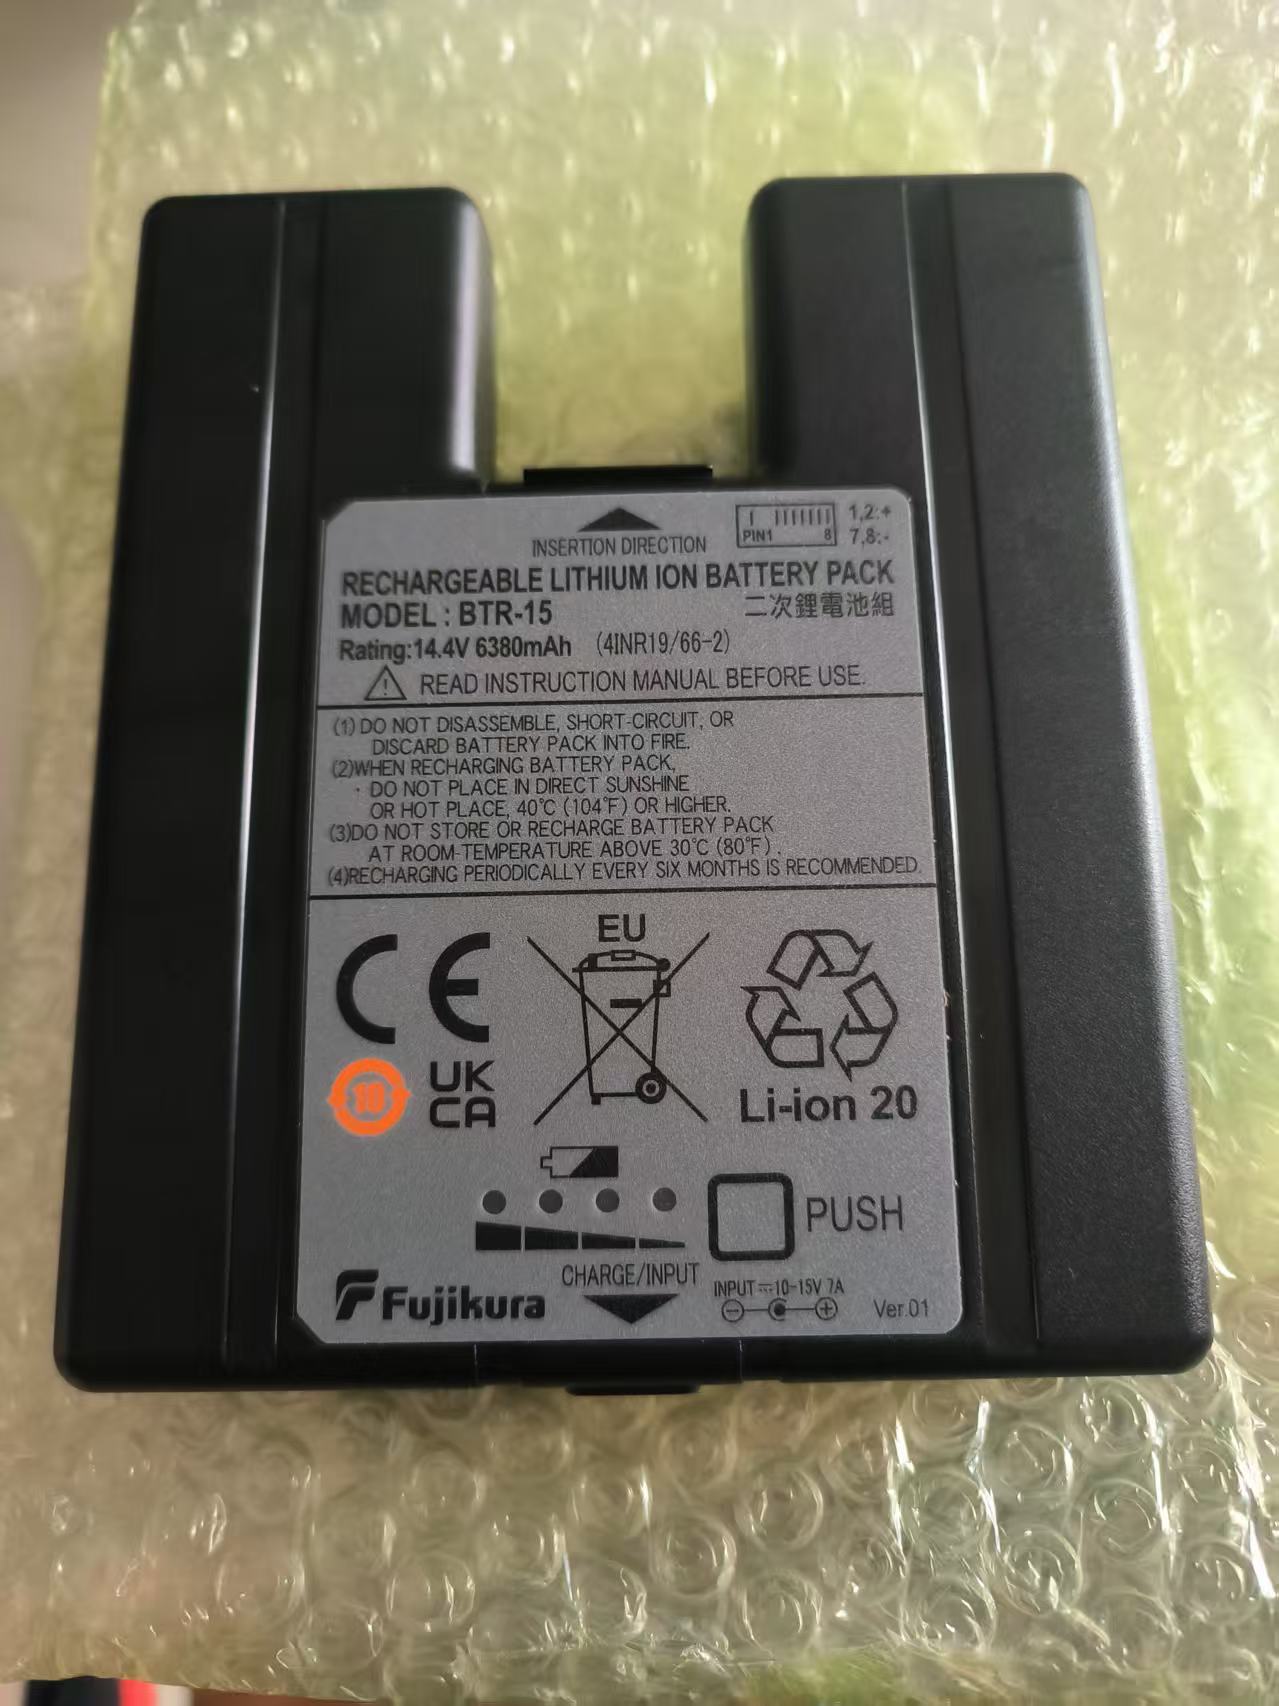 INSERTION DIRECTION
PIN1 8
1,2:+
7,8:-
RECHARGEABLE LITHIUM ION BATTERY PACK
MODEL : BTR-15
二次鋰電池組
Rating:14.4V 6380mAh (4INR19/66-2)
READ INSTRUCTION MANUAL BEFORE USE.
(1) DO NOT DISASSEMBLE, SHORT-CIRCUIT, OR
DISCARD BATTERY PACK INTO FIRE.
(2)WHEN RECHARGING BATTERY PACK,
· DO NOT PLACE IN DIRECT SUNSHINE
OR HOT PLACE, 40℃ (104℉) OR HIGHER.
(3)DO NOT STORE OR RECHARGE BATTERY PACK
AT ROOM-TEMPERATURE ABOVE 30℃ (80℉) .
(4)RECHARGING PERIODICALLY EVERY SIX MONTHS IS RECOMMENDED.
EU
CE
10
UK
CA
Li-ion 20
PUSH
CHARGE/INPUT
Fujikura
INPUT ⎓10-15V 7A
Ver.01